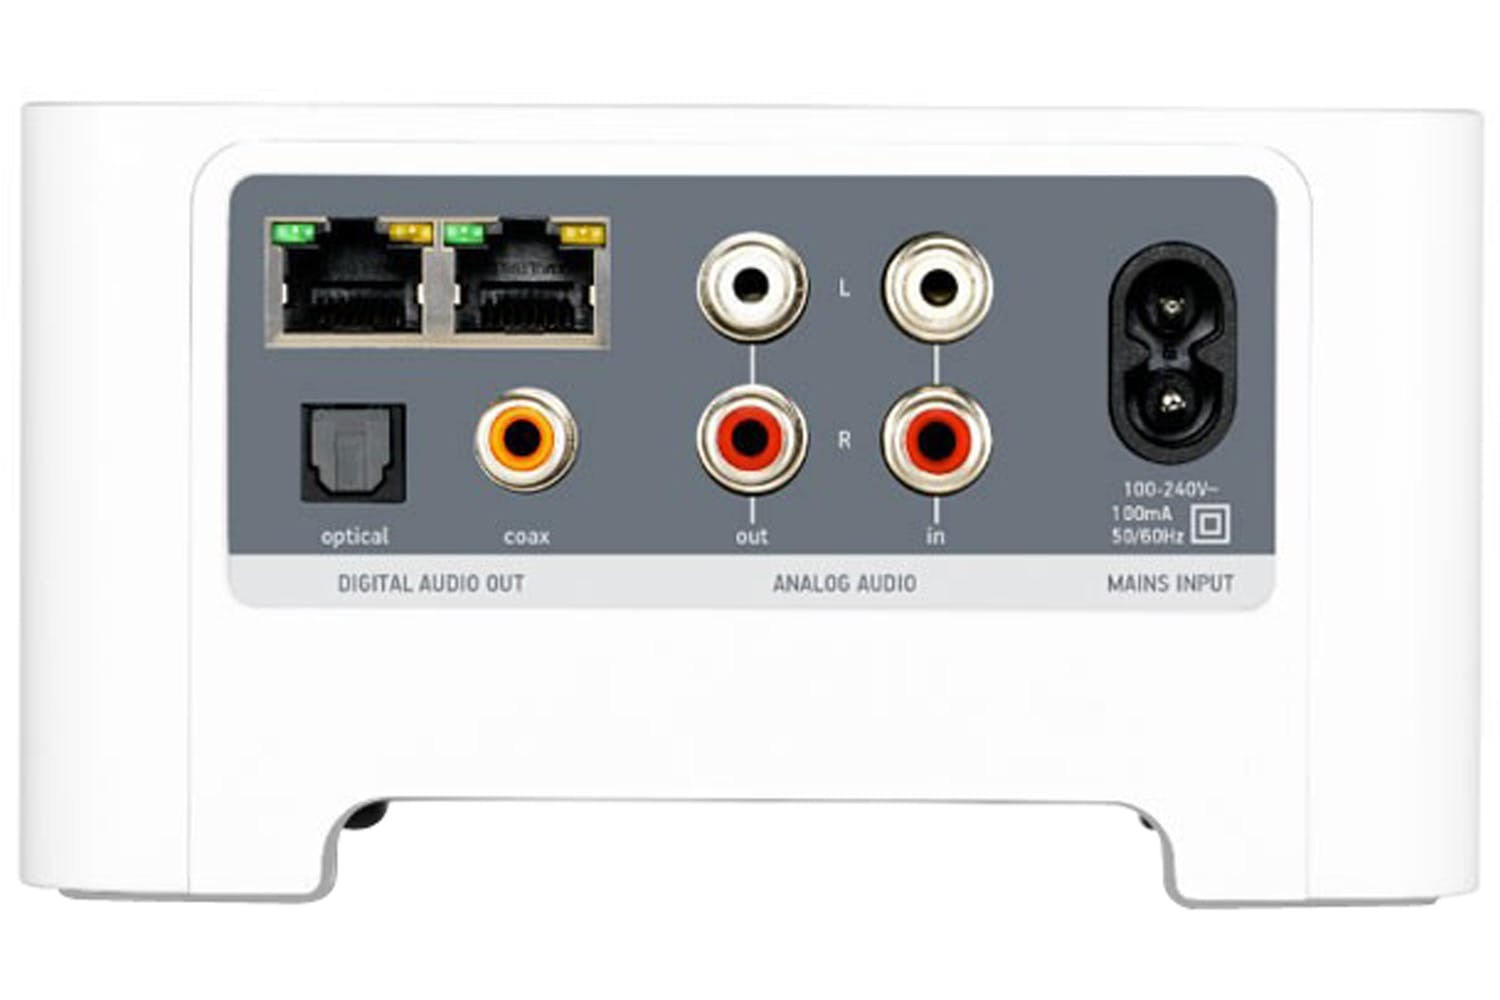 L
R
optical
coax
out
in
100-240V~
100mA
50/60Hz
DIGITAL AUDIO OUT
ANALOG AUDIO
MAINS INPUT